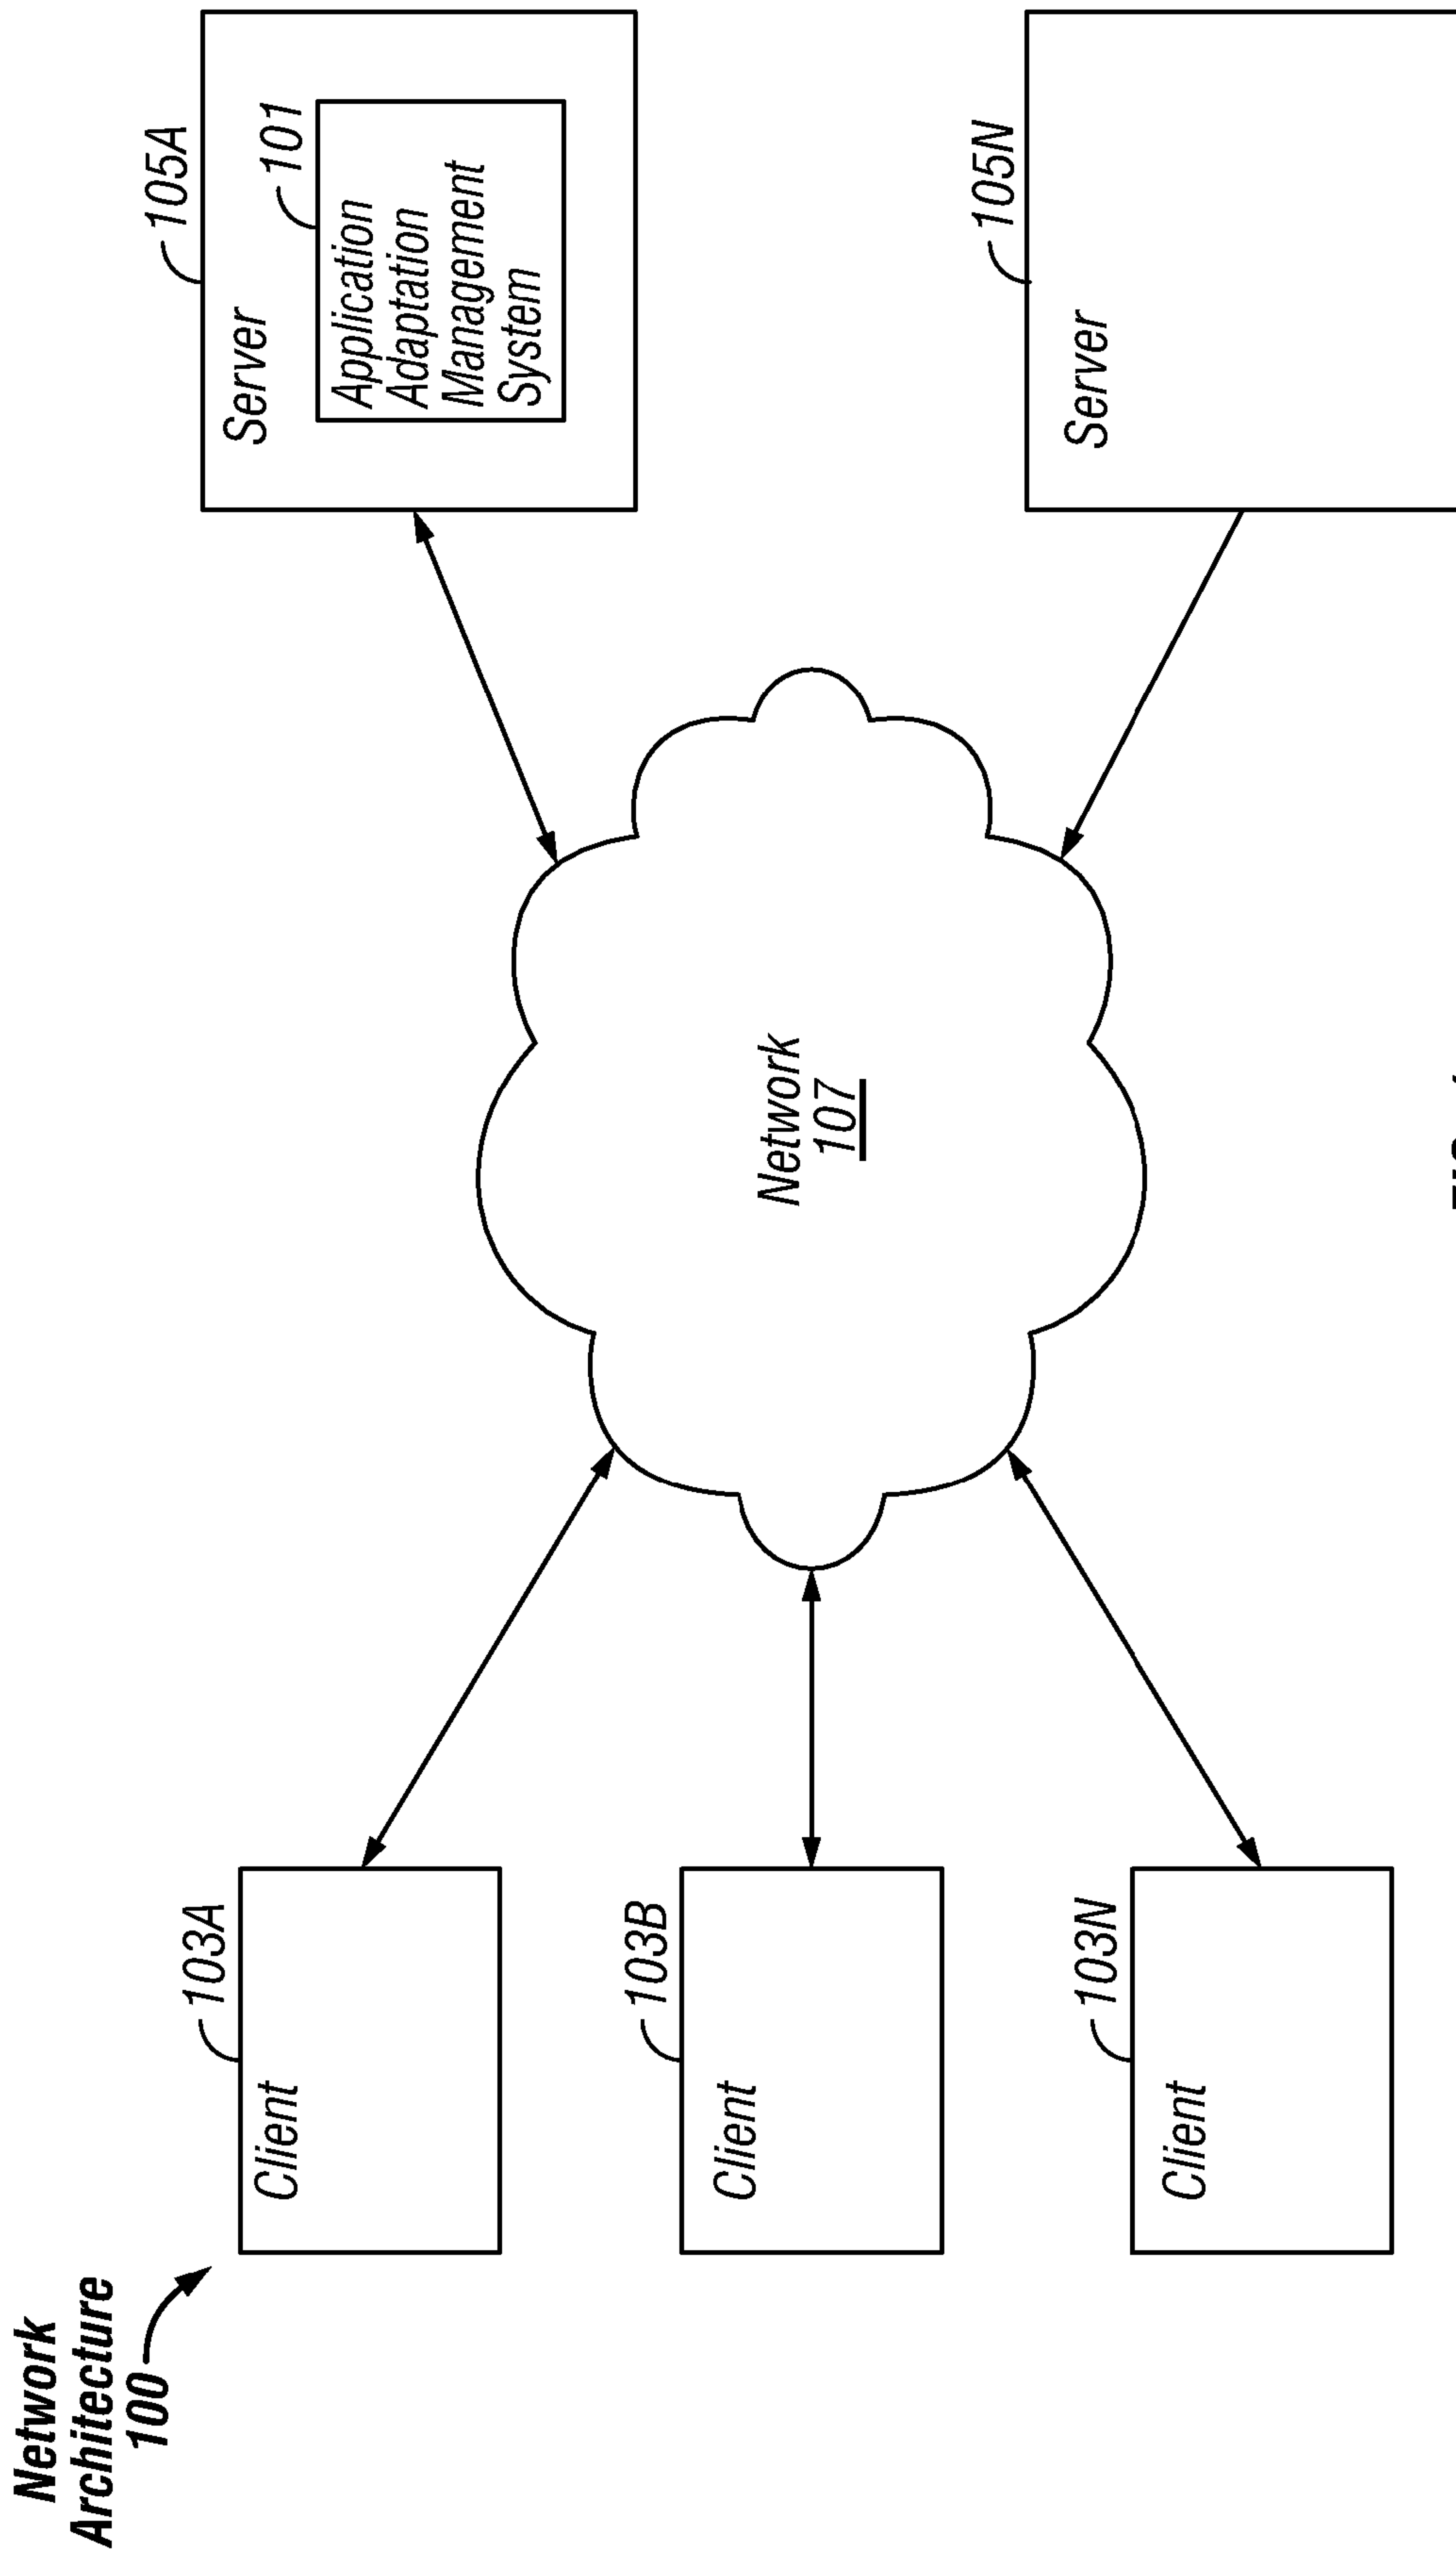 Network
Architecture
100
103A
Client
103B
Client
103N
Client
Network
107
105A
Server
101
Application
Adaptation
Management
System
105N
Server